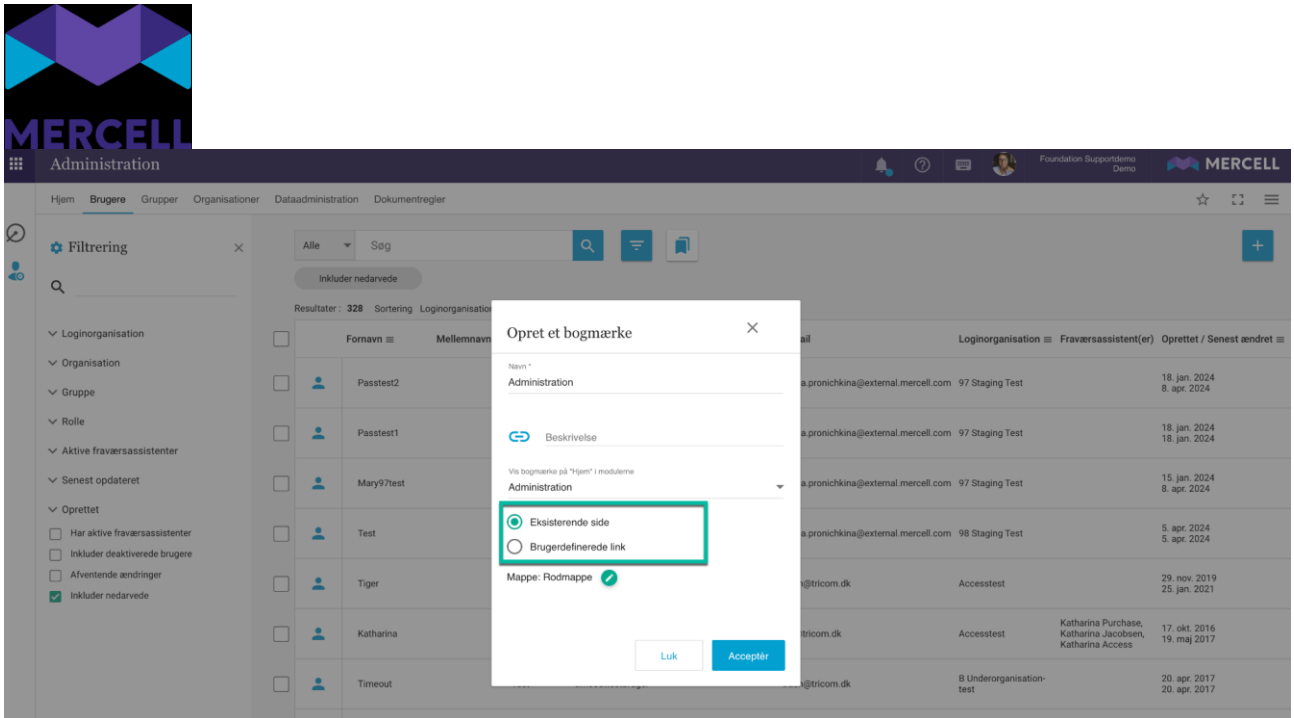 MERCELL
Administration
Foundation Supportdemo
Demo
MERCELL
Hjem Brugere Grupper Organisationer Dataadministration Dokumentregler
Filtrering
Alle Søg
Inkluder nedarvede
Resultater : 328 Sortering Loginorganisation
Loginorganisation
Organisation
Gruppe
Rolle
Aktive fraværsassistenter
Senest opdateret
Oprettet
Har aktive fraværsassistenter
Inkluder deaktiverede brugere
Afventende ændringer
Inkluder nedarvede
Fornavn Mellemnavn ail Loginorganisation Fraværsassistent(er) Oprettet / Senest ændret
Passtest2 a.pronichkina@external.mercell.com 97 Staging Test 18. jan. 2024
8. apr. 2024
Passtest1 a.pronichkina@external.mercell.com 97 Staging Test 18. jan. 2024
18. jan. 2024
Mary97test a.pronichkina@external.mercell.com 97 Staging Test 15. jan. 2024
8. apr. 2024
Test a.pronichkina@external.mercell.com 98 Staging Test 5. apr. 2024
5. apr. 2024
Tiger @tricom.dk Accesstest 29. nov. 2019
25. jan. 2021
Katharina tricom.dk Accesstest Katharina Purchase,
Katharina Jacobsen,
Katharina Access
17. okt. 2016
19. maj 2017
Timeout @tricom.dk B Underorganisation-
test
20. apr. 2017
20. apr. 2017
Opret et bogmærke
Navn *
Administration
Beskrivelse
Vis bogmærke på "Hjem" i modulerne
Administration
Eksisterende side
Brugerdefinerede link
Mappe: Rodmappe
Luk Acceptér